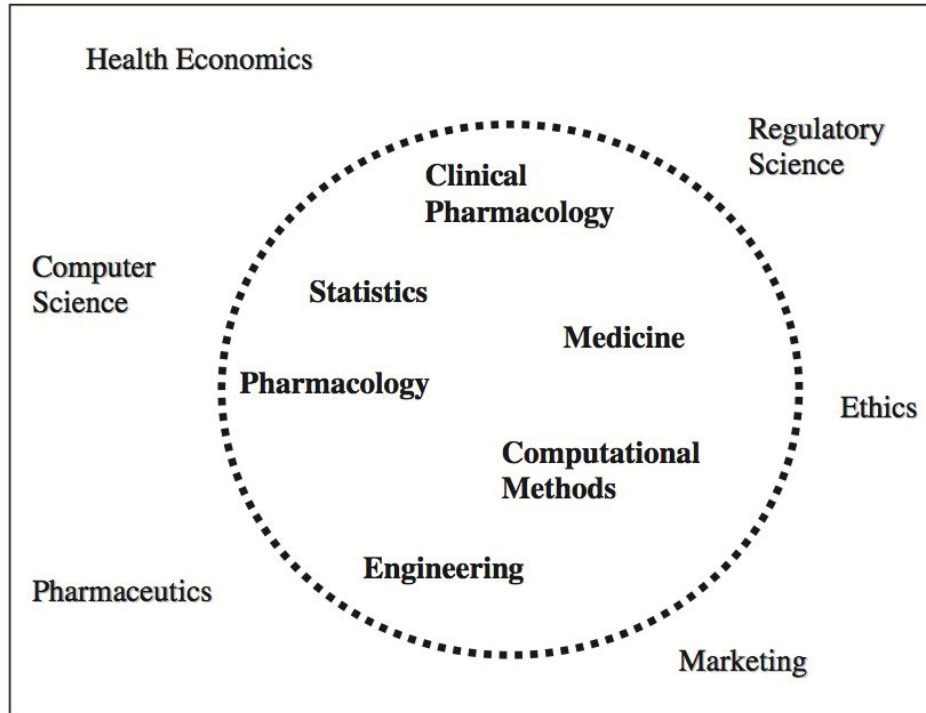 Health Economics
Regulatory
Science
Clinical
Pharmacology
Computer
Science
Statistics
Medicine
Pharmacology
Ethics
Computational
Methods
Engineering
Pharmaceutics
Marketing